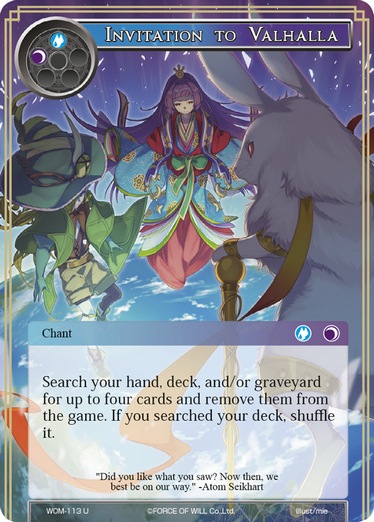 Invitation to Valhalla
Chant
Search your hand, deck, and/or graveyard
for up to four cards and remove them from
the game. If you searched your deck, shuffle
it.
"Did you like what you saw? Now then, we
best be on our way." -Atom Seikhart
WOM-113 U
©FORCE OF WILL Co.,Ltd.
Illust/mie